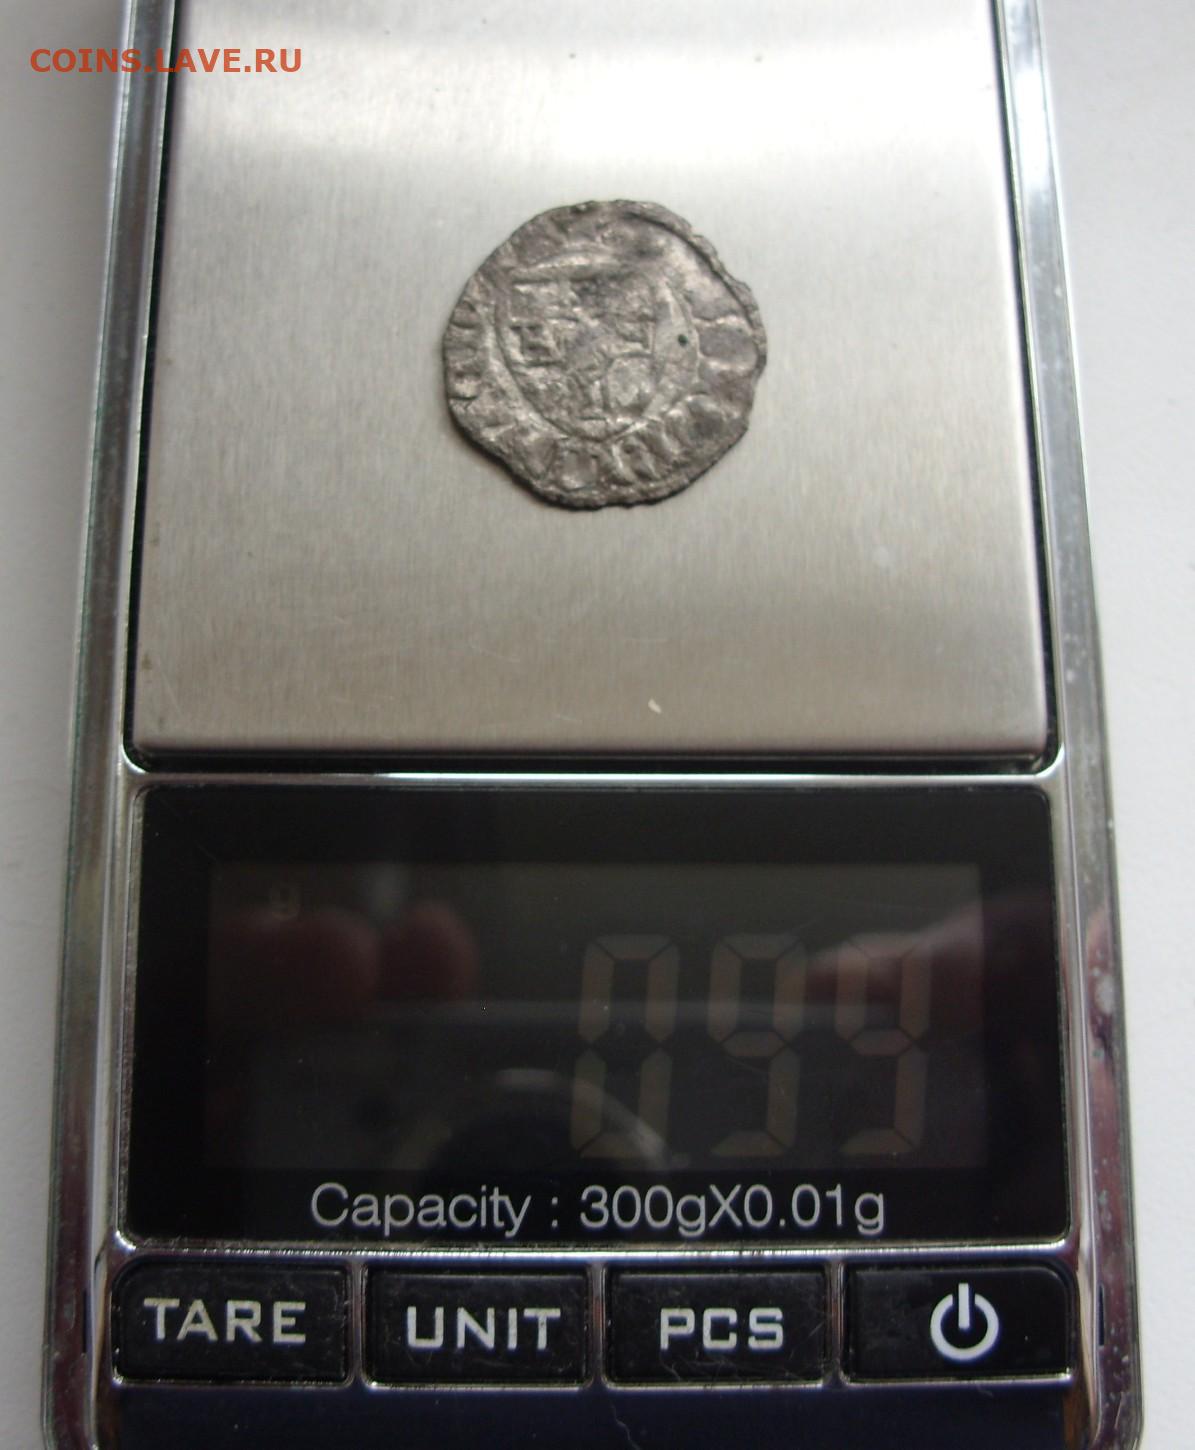 COINS.LAVE.RU
0.99
Capacity : 300gX0.01g
TARE UNIT PCS